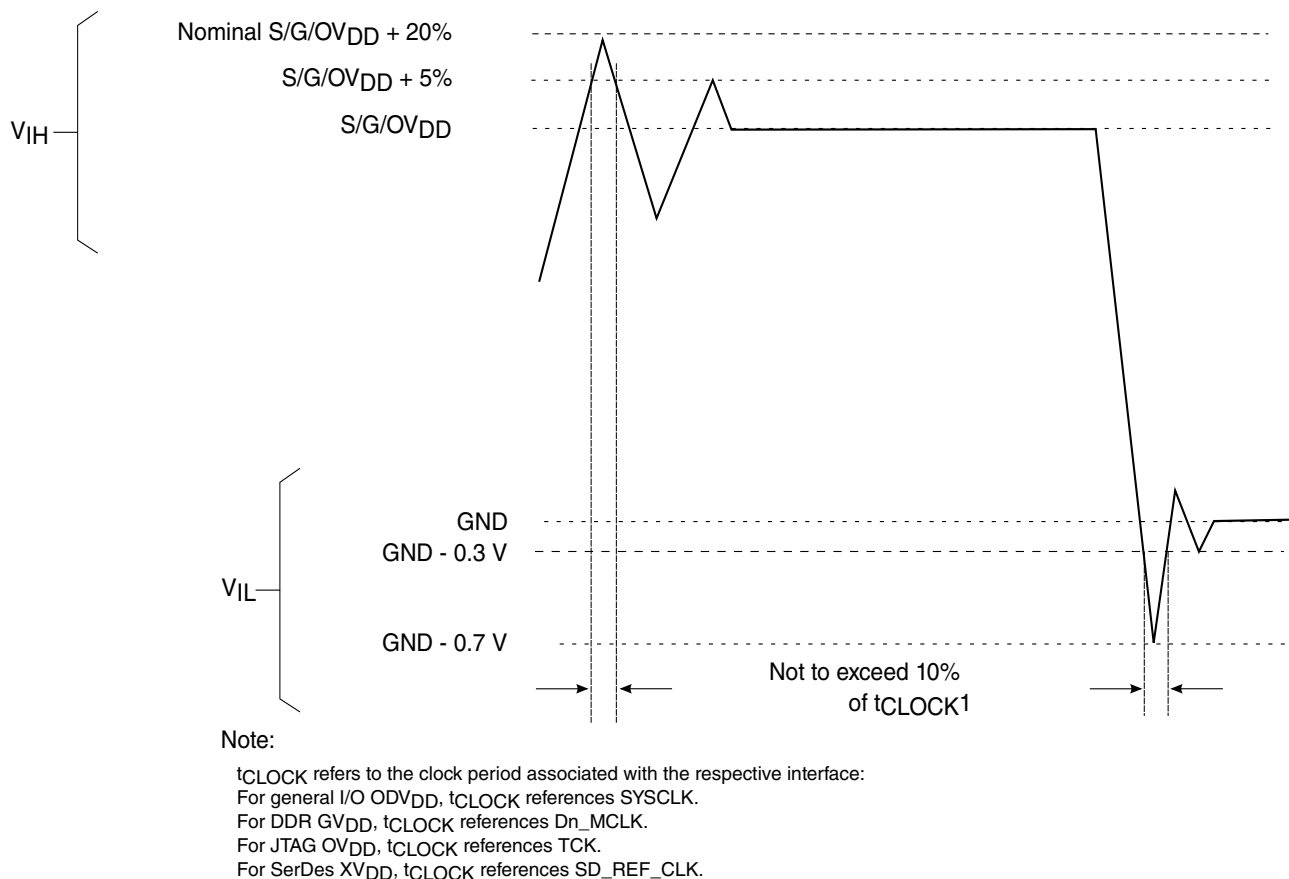 Nominal S/G/OVDD + 20%
S/G/OVDD + 5%
S/G/OVDD
VIH
GND
GND - 0.3 V
VIL
GND - 0.7 V
Not to exceed 10%
of tCLOCK1
Note:
tCLOCK refers to the clock period associated with the respective interface:
For general I/O ODVDD, tCLOCK references SYSCLK.
For DDR GVDD, tCLOCK references Dn_MCLK.
For JTAG OVDD, tCLOCK references TCK.
For SerDes XVDD, tCLOCK references SD_REF_CLK.